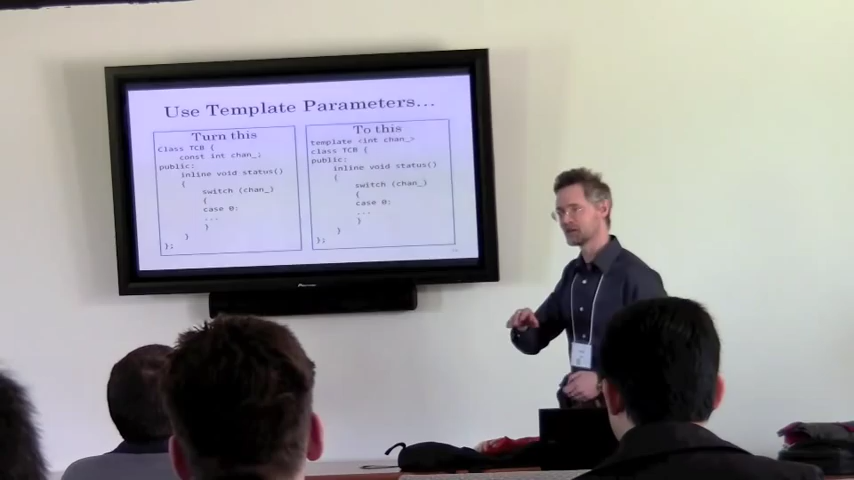 Use Template Parameters...
Turn this
Class TCB {
const int chan_;
public:
inline void status()
{
switch (chan_)
{
case 0:
...
}
}
};
To this
template <int chan_>
class TCB {
public:
inline void status()
{
switch (chan_)
{
case 0:
...
}
}
};
Pioneer